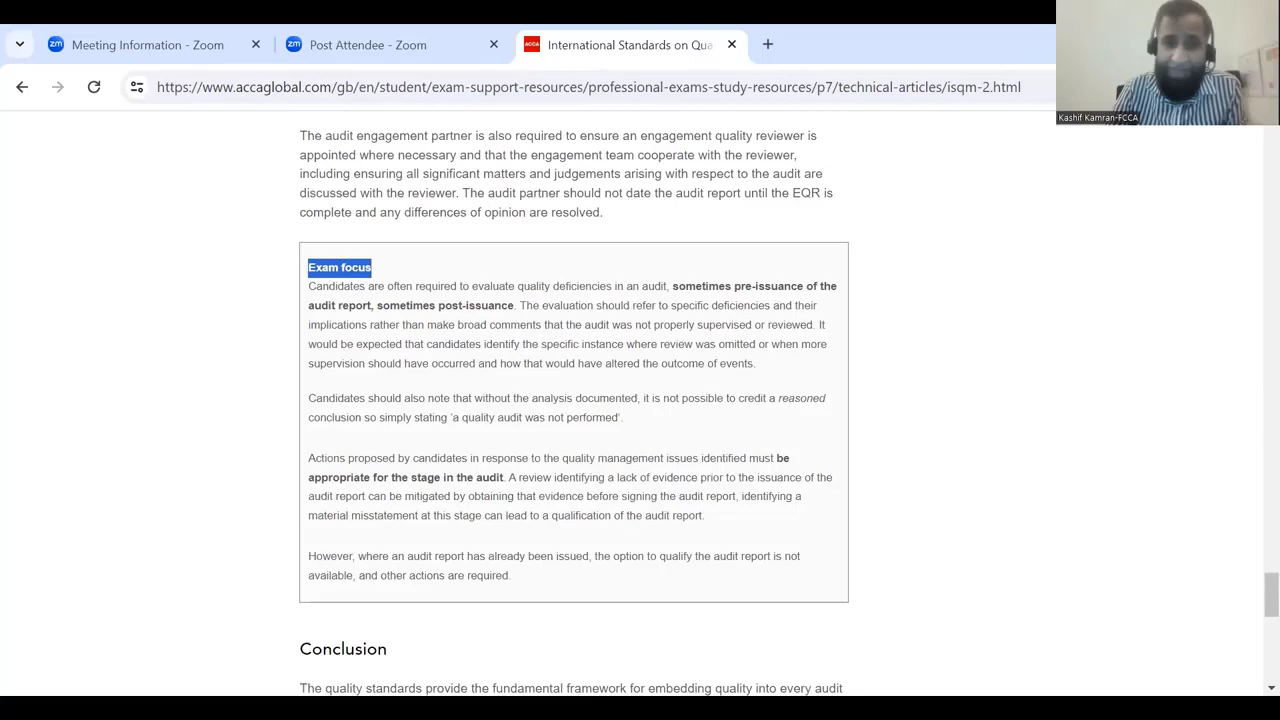 Meeting Information - Zoom
Post Attendee - Zoom
International Standards on Qua
https://www.accaglobal.com/gb/en/student/exam-support-resources/professional-exams-study-resources/p7/technical-articles/isqm-2.html
Kashif Kamran-FCCA
The audit engagement partner is also required to ensure an engagement quality reviewer is
appointed where necessary and that the engagement team cooperate with the reviewer,
including ensuring all significant matters and judgements arising with respect to the audit are
discussed with the reviewer. The audit partner should not date the audit report until the EQR is
complete and any differences of opinion are resolved.
Exam focus
Candidates are often required to evaluate quality deficiencies in an audit, sometimes pre-issuance of the
audit report, sometimes post-issuance. The evaluation should refer to specific deficiencies and their
implications rather than make broad comments that the audit was not properly supervised or reviewed. It
would be expected that candidates identify the specific instance where review was omitted or when more
supervision should have occurred and how that would have altered the outcome of events.
Candidates should also note that without the analysis documented, it is not possible to credit a reasoned
conclusion so simply stating 'a quality audit was not performed'.
Actions proposed by candidates in response to the quality management issues identified must be
appropriate for the stage in the audit. A review identifying a lack of evidence prior to the issuance of the
audit report can be mitigated by obtaining that evidence before signing the audit report, identifying a
material misstatement at this stage can lead to a qualification of the audit report.
However, where an audit report has already been issued, the option to qualify the audit report is not
available, and other actions are required.
Conclusion
The quality standards provide the fundamental framework for embedding quality into every audit